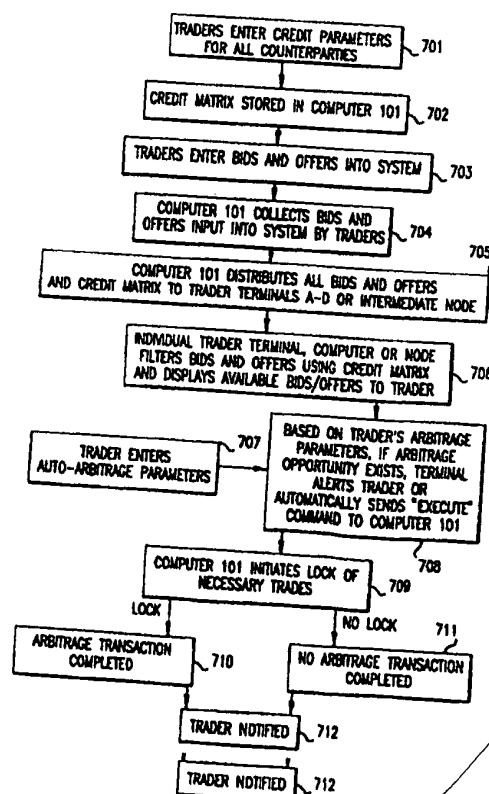 TRADERS ENTER CREDIT PARAMETERS
FOR ALL COUNTERPARTIES
701
CREDIT MATRIX STORED IN COMPUTER 101
702
TRADERS ENTER BIDS AND OFFERS INTO SYSTEM
703
COMPUTER 101 COLLECTS BIDS AND
OFFERS INPUT INTO SYSTEM BY TRADERS
704
705
COMPUTER 101 DISTRIBUTES ALL BIDS AND OFFERS
AND CREDIT MATRIX TO TRADER TERMINALS A-D OR INTERMEDIATE NODE
INDIVIDUAL TRADER TERMINAL, COMPUTER OR NODE
FILTERS BIDS AND OFFERS USING CREDIT MATRIX
AND DISPLAYS AVAILABLE BIDS/OFFERS TO TRADER
706
707
TRADER ENTERS
AUTO-ARBITRAGE PARAMETERS
BASED ON TRADER'S ARBITRAGE
PARAMETERS, IF ARBITRAGE
OPPORTUNITY EXISTS, TERMINAL
ALERTS TRADER OR
AUTOMATICALLY SENDS "EXECUTE"
COMMAND TO COMPUTER 101
708
COMPUTER 101 INITIATES LOCK OF
NECESSARY TRADES
709
LOCK
NO LOCK
711
ARBITRAGE TRANSACTION
COMPLETED
710
NO ARBITRAGE TRANSACTION
COMPLETED
TRADER NOTIFIED
712
TRADER NOTIFIED
712